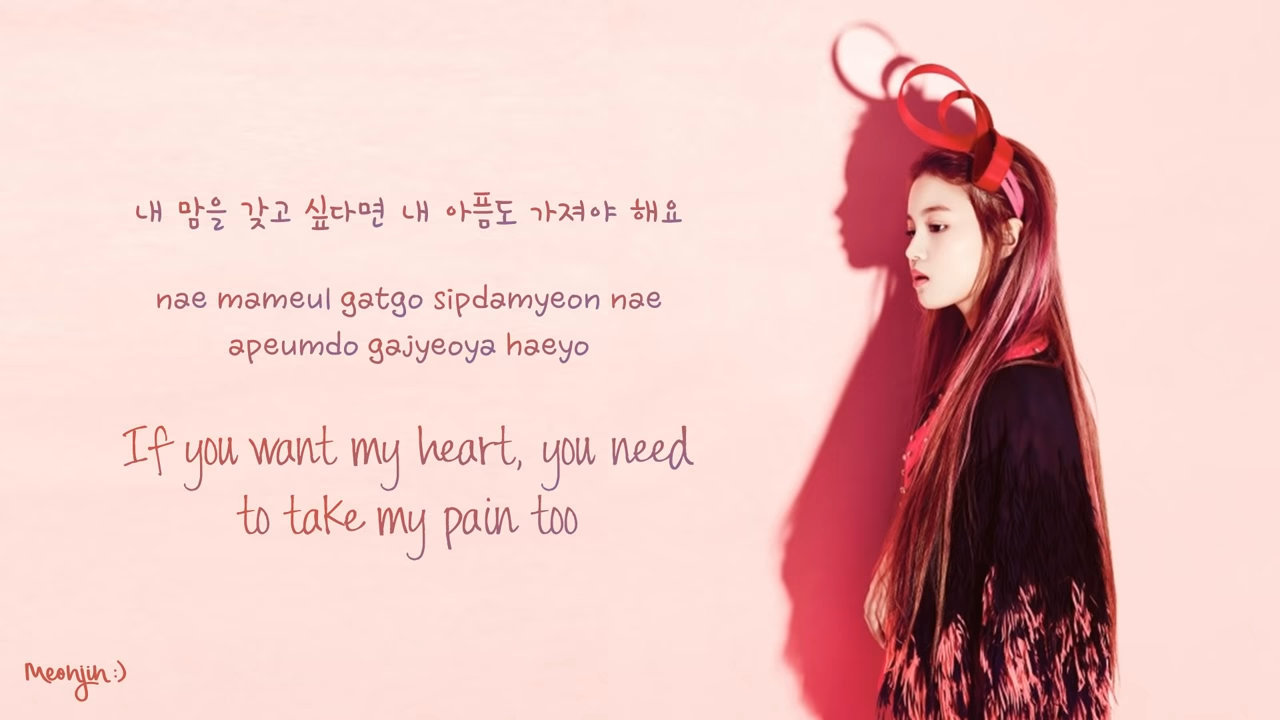 내 맘을 갖고 싶다면 내 아픔도 가져야 해요
nae mameul gatgo sipdamyeon nae
apeumdo gajyeoya haeyo
If you want my heart, you need
to take my pain too
Meonjin :)